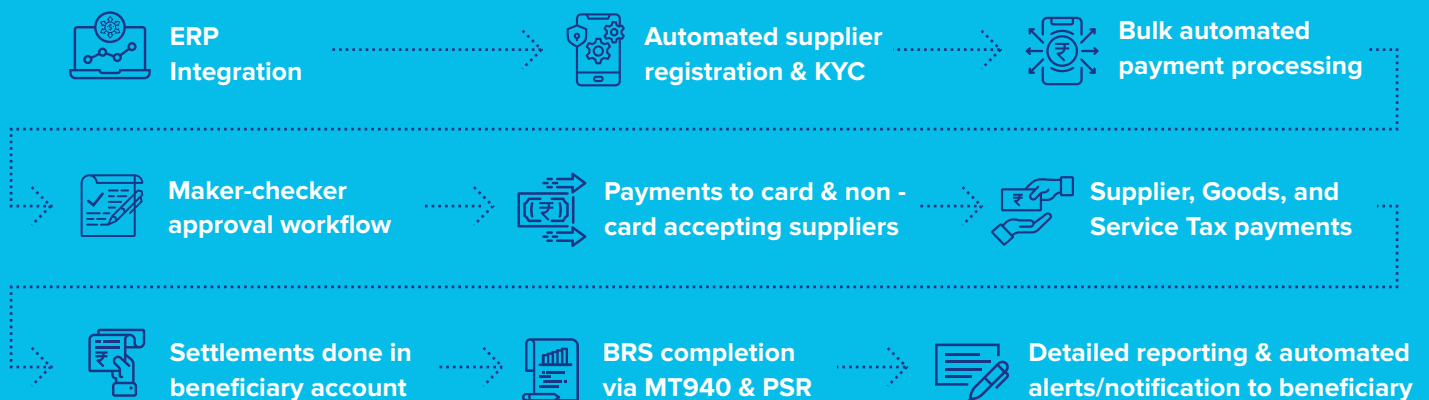 ERP
Integration
Automated supplier
registration & KYC
Bulk automated
payment processing
Maker-checker
approval workflow
Payments to card & non -
card accepting suppliers
Supplier, Goods, and
Service Tax payments
Settlements done in
beneficiary account
BRS completion
via MT940 & PSR
Detailed reporting & automated
alerts/notification to beneficiary